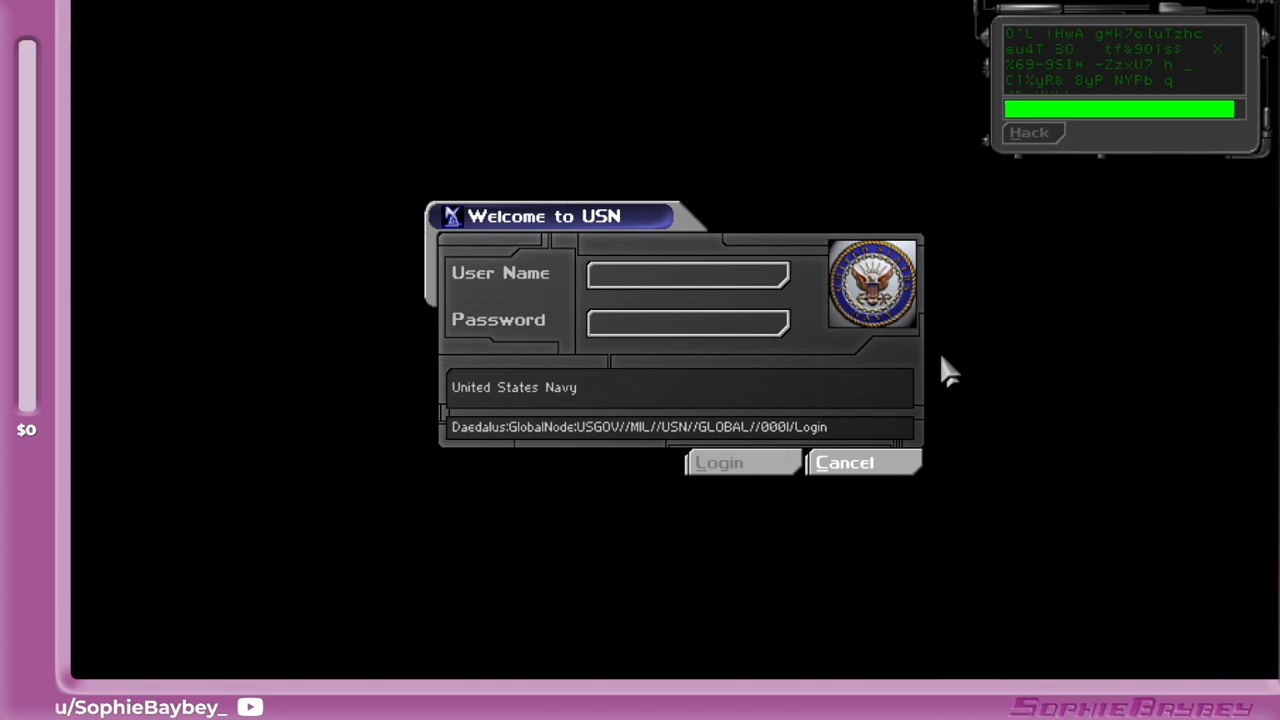 Hack
Welcome to USN
User Name
Password
United States Navy
Daedalus:GlobalNode:USGOV//MIL//USN//GLOBAL//0001/Login
Login
Cancel
$0
u/SophieBaybey_
SOPHIEBAYBEY